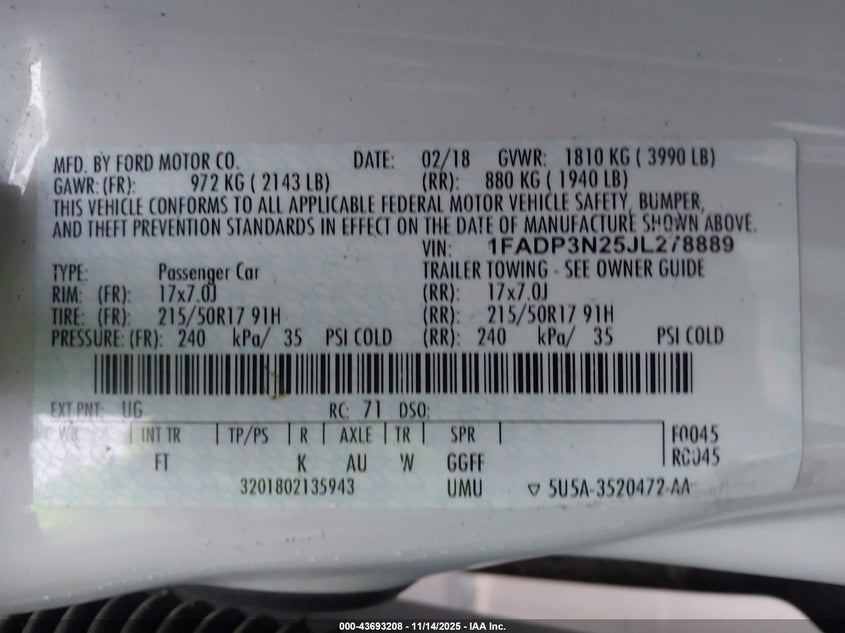 MFD. BY FORD MOTOR CO. DATE: 02/18 GVWR: 1810 KG ( 3990 LB)
GAWR: (FR): 972 KG ( 2143 LB) (RR): 880 KG ( 1940 LB)
THIS VEHICLE CONFORMS TO ALL APPLICABLE FEDERAL MOTOR VEHICLE SAFETY, BUMPER,
AND THEFT PREVENTION STANDARDS IN EFFECT ON THE DATE OF MANUFACTURE SHOWN ABOVE.
VIN: 1FADP3N25JL278889
TYPE: Passenger Car TRAILER TOWING - SEE OWNER GUIDE
RIM: (FR): 17x7.0J (RR): 17x7.0J
TIRE: (FR): 215/50R17 91H (RR): 215/50R17 91H
PRESSURE: (FR): 240 kPa/ 35 PSI COLD (RR): 240 kPa/ 35 PSI COLD
EXT PNT: UG RC: 71 DSO:
WB INT TR TP/PS R AXLE TR SPR F0045
FT K AU W GGFF R0045
3201802135943 UMU ▽ 5U5A-3520472-AA
000-43693208 - 11/14/2025 - IAA Inc.